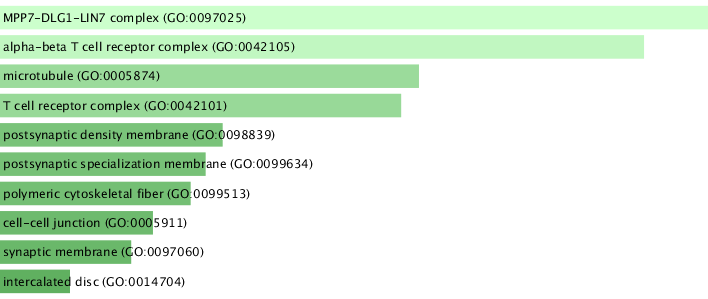 MPP7-DLG1-LIN7 complex (GO:0097025)
alpha-beta T cell receptor complex (GO:0042105)
microtubule (GO:0005874)
T cell receptor complex (GO:0042101)
postsynaptic density membrane (GO:0098839)
postsynaptic specialization membrane (GO:0099634)
polymeric cytoskeletal fiber (GO:0099513)
cell-cell junction (GO:0005911)
synaptic membrane (GO:0097060)
intercalated disc (GO:0014704)